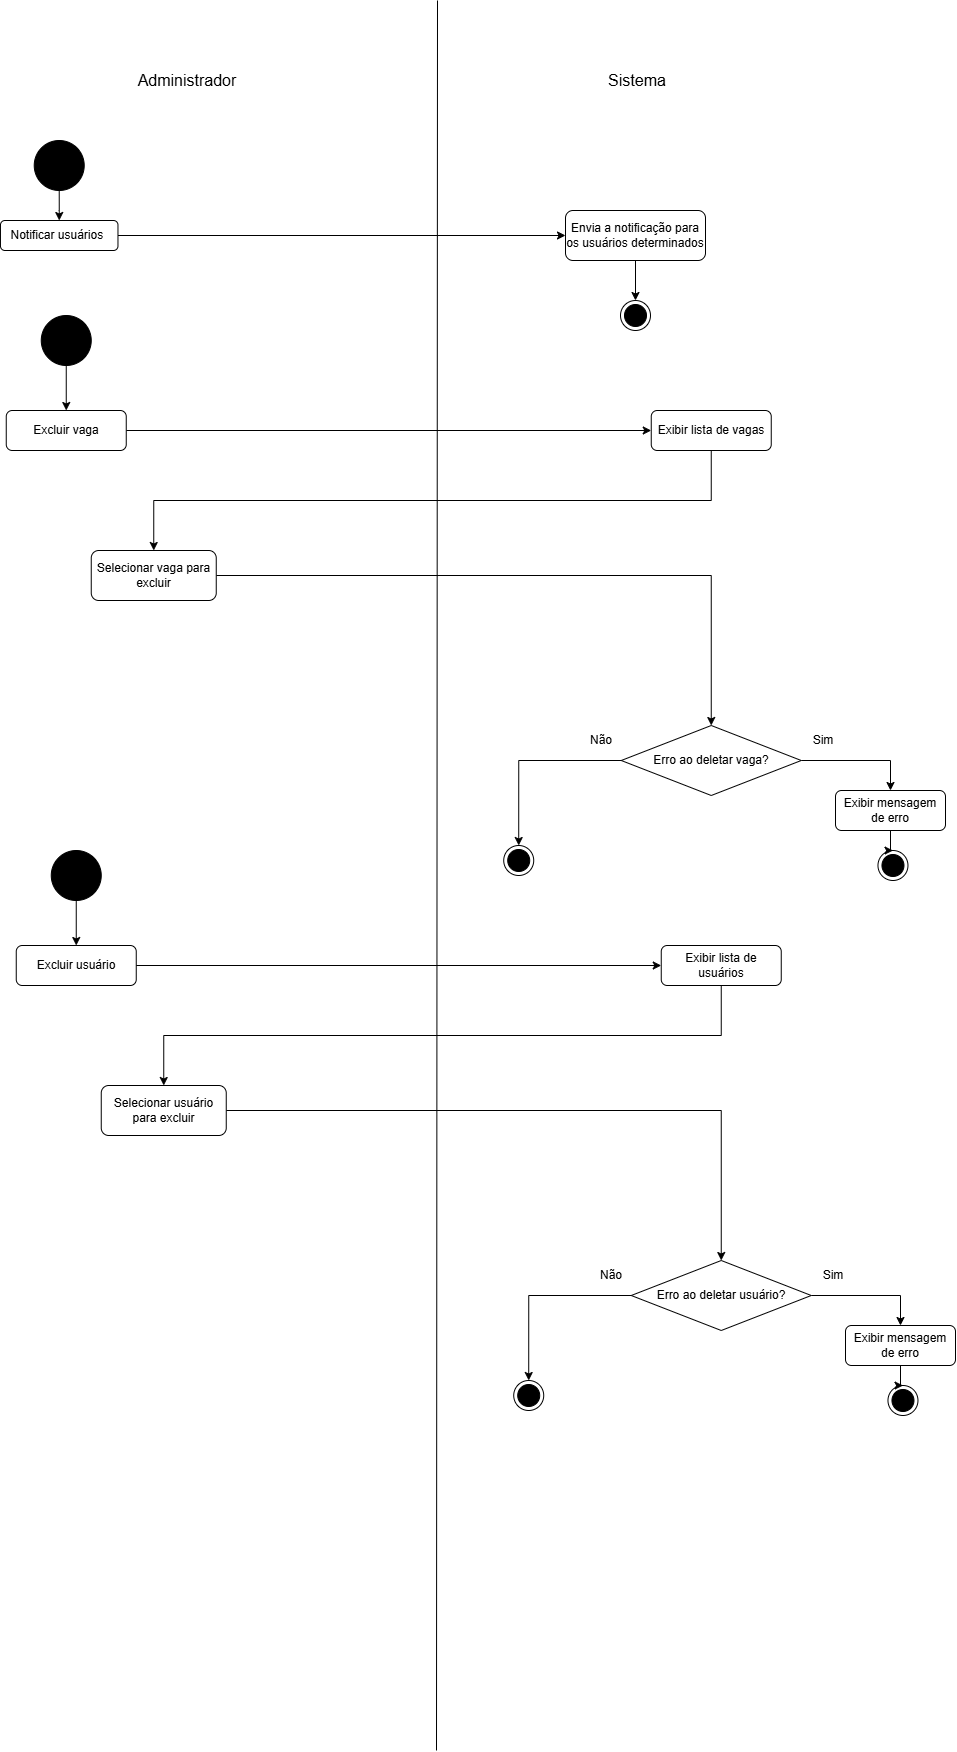 Administrador
Sistema
Notificar usuários
Envia a notificação para
os usuários determinados
Excluir vaga
Exibir lista de vagas
Selecionar vaga para
excluir
Não
Sim
Erro ao deletar vaga?
Exibir mensagem
de erro
Excluir usuário
Exibir lista de
usuários
Selecionar usuário
para excluir
Não
Sim
Erro ao deletar usuário?
Exibir mensagem
de erro